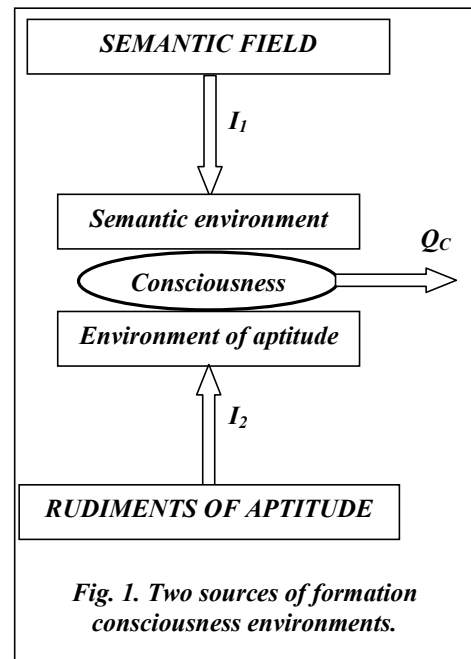 SEMANTIC FIELD
I1
Semantic environment
QC
Consciousness
Environment of aptitude
I2
RUDIMENTS OF APTITUDE
Fig. 1. Two sources of formation
consciousness environments.